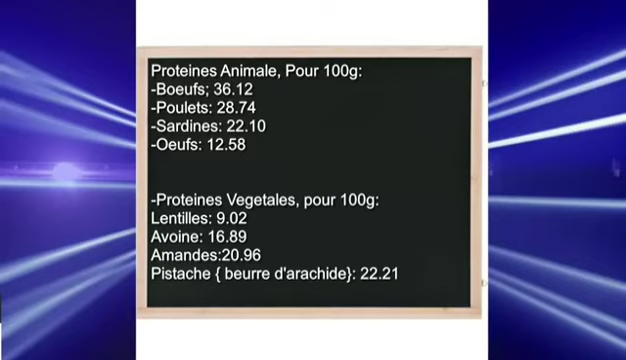 Proteines Animale, Pour 100g:
-Boeufs; 36.12
-Poulets: 28.74
-Sardines: 22.10
-Oeufs: 12.58
-Proteines Vegetales, pour 100g:
Lentilles: 9.02
Avoine: 16.89
Amandes:20.96
Pistache { beurre d'arachide}: 22.21